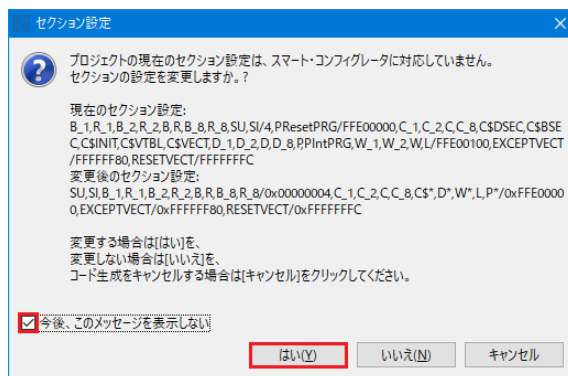 セクション設定
プロジェクトの現在のセクション設定は、スマート・コンフィグレータに対応していません。
セクションの設定を変更しますか。?
現在のセクション設定:
B_1,R_1,B_2,R_2,B,R,B_8,R_8,SU,SI/4,PResetPRG/FFE00000,C_1,C_2,C,C_8,C$DSEC,C$BSE
C,C$INIT,C$VTBL,C$VECT,D_1,D_2,D,D_8,P,PIntPRG,W_1,W_2,W,L/FFE00100,EXCEPTVECT
/FFFFFF80,RESETVECT/FFFFFFFC
変更後のセクション設定:
SU,SI,B_1,R_1,B_2,R_2,B,R,B_8,R_8/0x00000004,C_1,C_2,C,C_8,C$*,D*,W*,L,P*/0xFFE0000
0,EXCEPTVECT/0xFFFFFF80,RESETVECT/0xFFFFFFFC
変更する場合は[はい]を、
変更しない場合は[いいえ]を、
コード生成をキャンセルする場合は[キャンセル]をクリックしてください。
今後、このメッセージを表示しない
はい(Y) いいえ(N) キャンセル